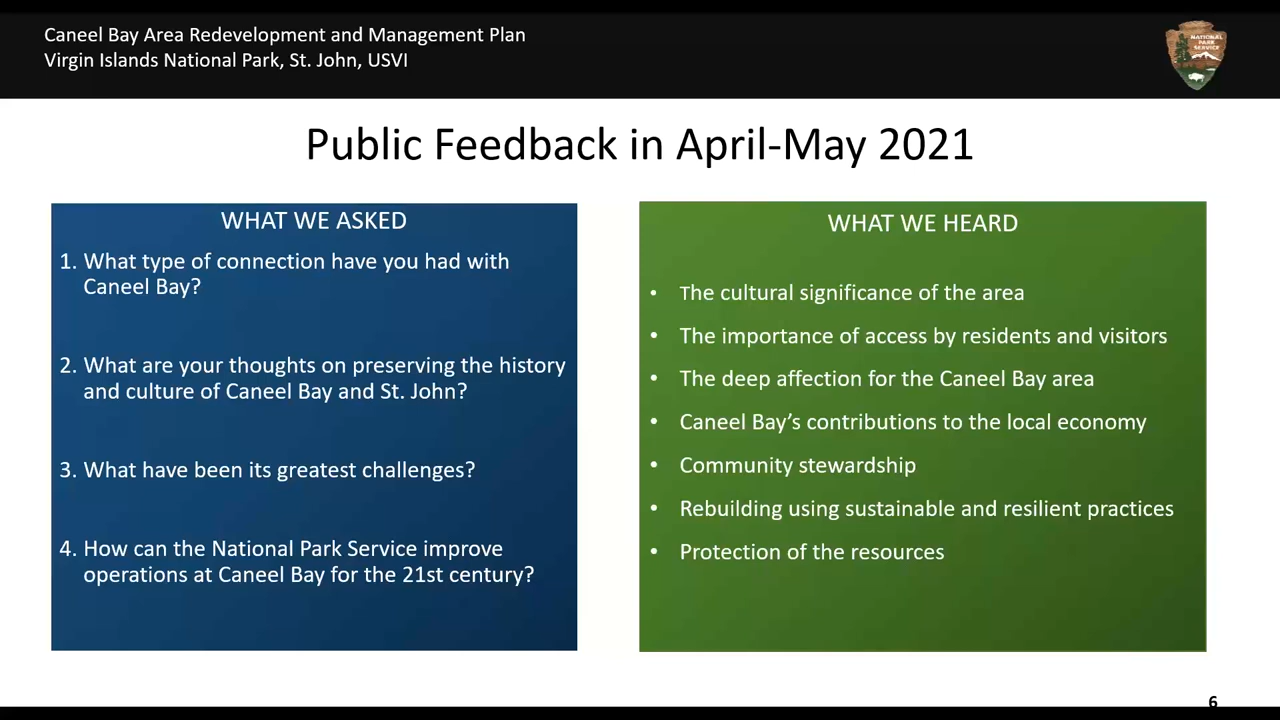 Caneel Bay Area Redevelopment and Management Plan
Virgin Islands National Park, St. John, USVI
NATIONAL
PARK
SERVICE
Public Feedback in April-May 2021
WHAT WE ASKED
1. What type of connection have you had with
Caneel Bay?
2. What are your thoughts on preserving the history
and culture of Caneel Bay and St. John?
3. What have been its greatest challenges?
4. How can the National Park Service improve
operations at Caneel Bay for the 21st century?
WHAT WE HEARD
• The cultural significance of the area
• The importance of access by residents and visitors
• The deep affection for the Caneel Bay area
• Caneel Bay’s contributions to the local economy
• Community stewardship
• Rebuilding using sustainable and resilient practices
• Protection of the resources
6